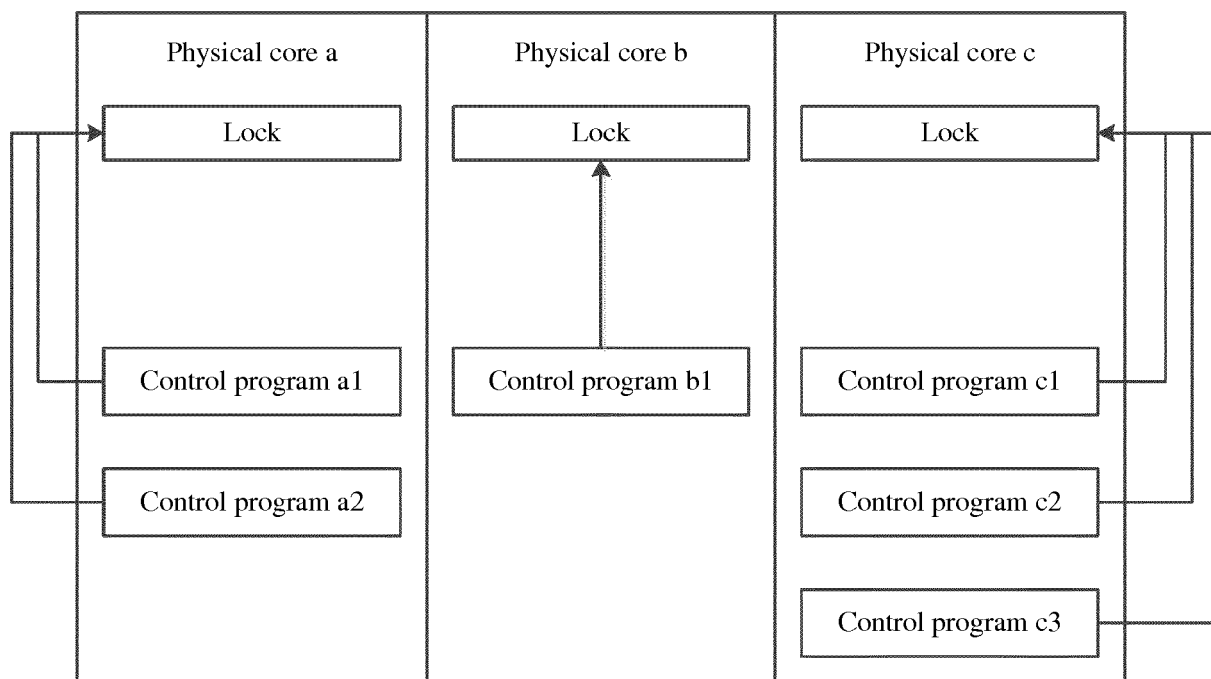 Physical core a
Physical core b
Physical core c
Lock
Lock
Lock
Control program a1
Control program b1
Control program c1
Control program a2
Control program c2
Control program c3